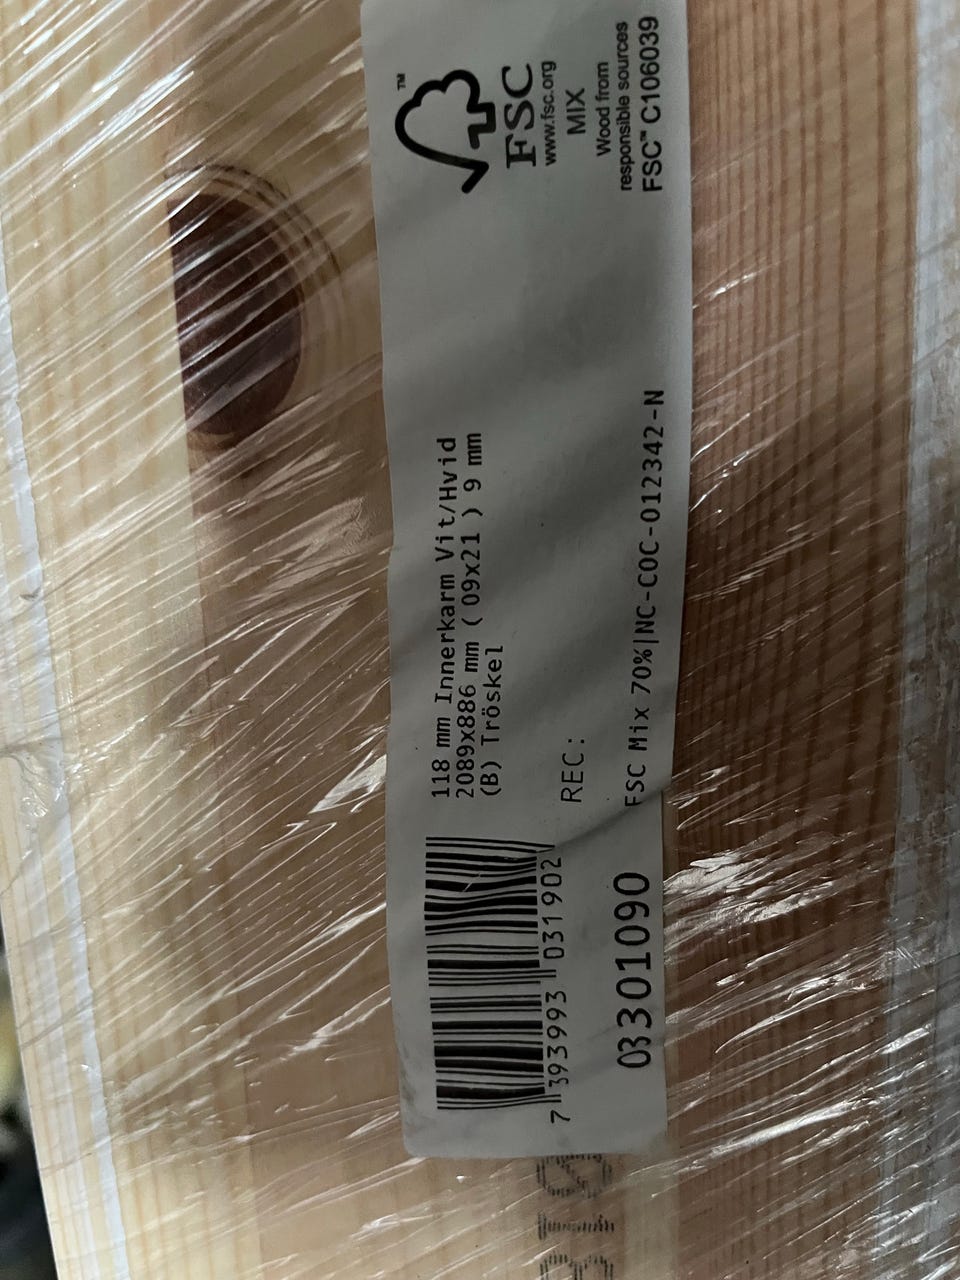 118 mm Innerkarm Vit/Hvid
2089x886 mm ( 09x21 ) 9 mm
(B) Tröskel
REC:
7 393993 031902
03301090
FSC Mix 70%|NC-COC-012342-N
™
FSC
www.fsc.org
MIX
Wood from
responsible sources
FSC™ C106039